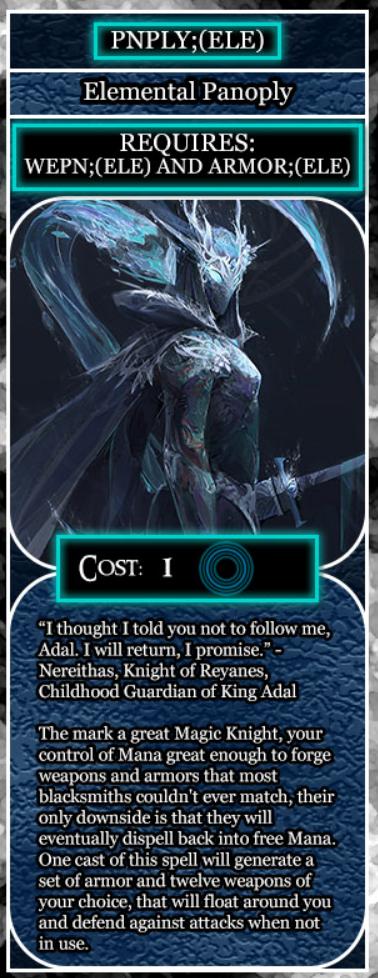 PNPLY;(ELE)
Elemental Panoply
REQUIRES:
WEPN;(ELE) AND ARMOR;(ELE)
COST: 1
“I thought I told you not to follow me,
Adal. I will return, I promise.” -
Nereithas, Knight of Reyanes,
Childhood Guardian of King Adal
The mark a great Magic Knight, your
control of Mana great enough to forge
weapons and armors that most
blacksmiths couldn't ever match, their
only downside is that they will
eventually dispell back into free Mana.
One cast of this spell will generate a
set of armor and twelve weapons of
your choice, that will float around you
and defend against attacks when not
in use.